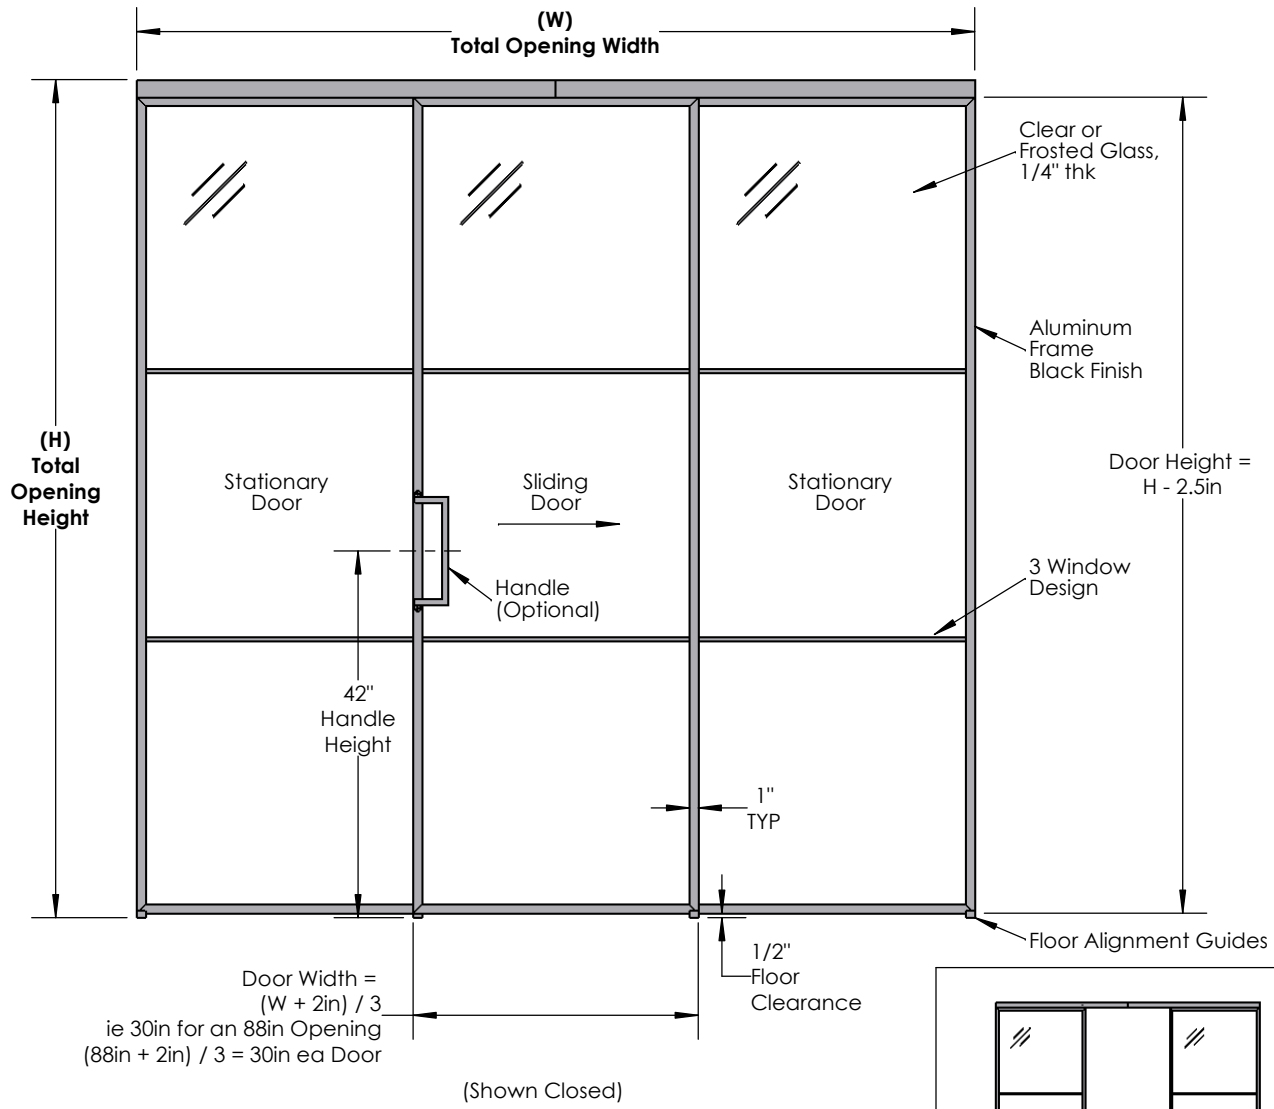 (W)
Total Opening Width
Clear or
Frosted Glass,
1/4" thk
Aluminum
Frame
Black Finish
(H)
Total
Opening
Height
Door Height =
H - 2.5in
Stationary
Door
Sliding
Door
Stationary
Door
Handle
(Optional)
3 Window
Design
42"
Handle
Height
1"
TYP
Floor Alignment Guides
1/2"
Floor
Clearance
Door Width =
(W + 2in) / 3
ie 30in for an 88in Opening
(88in + 2in) / 3 = 30in ea Door
(Shown Closed)